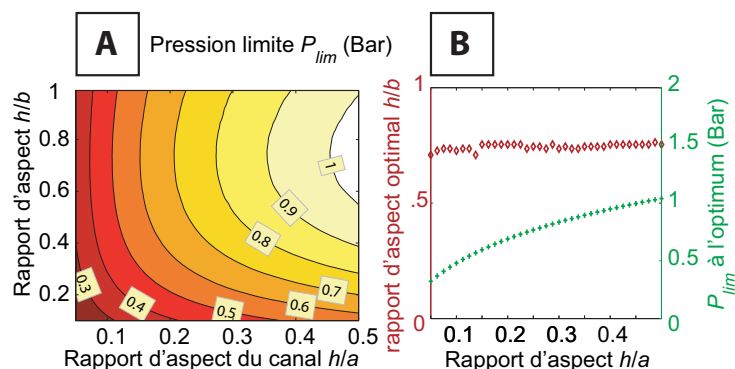 A Pression limite P_lim (Bar)
Rapport d'aspect h/b
1
0.8
0.6
0.4
0.2
0.3
0.4
0.5
0.6
0.7
0.8
0.9
1
0.1 0.2 0.3 0.4 0.5
Rapport d'aspect du canal h/a
B
rapport d'aspect optimal h/b
1
.5
0
2
1.5
1
0.5
0
P_lim à l'optimum (Bar)
0.1 0.2 0.3 0.4
Rapport d'aspect h/a